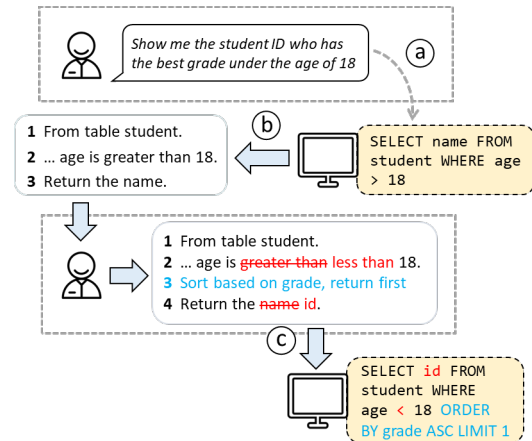 Show me the student ID who has
the best grade under the age of 18
a
b
1 From table student.
2 ... age is greater than 18.
3 Return the name.
SELECT name FROM
student WHERE age
> 18
1 From table student.
2 ... age is greater than less than 18.
3 Sort based on grade, return first
4 Return the name id.
c
SELECT id FROM
student WHERE
age < 18 ORDER
BY grade ASC LIMIT 1